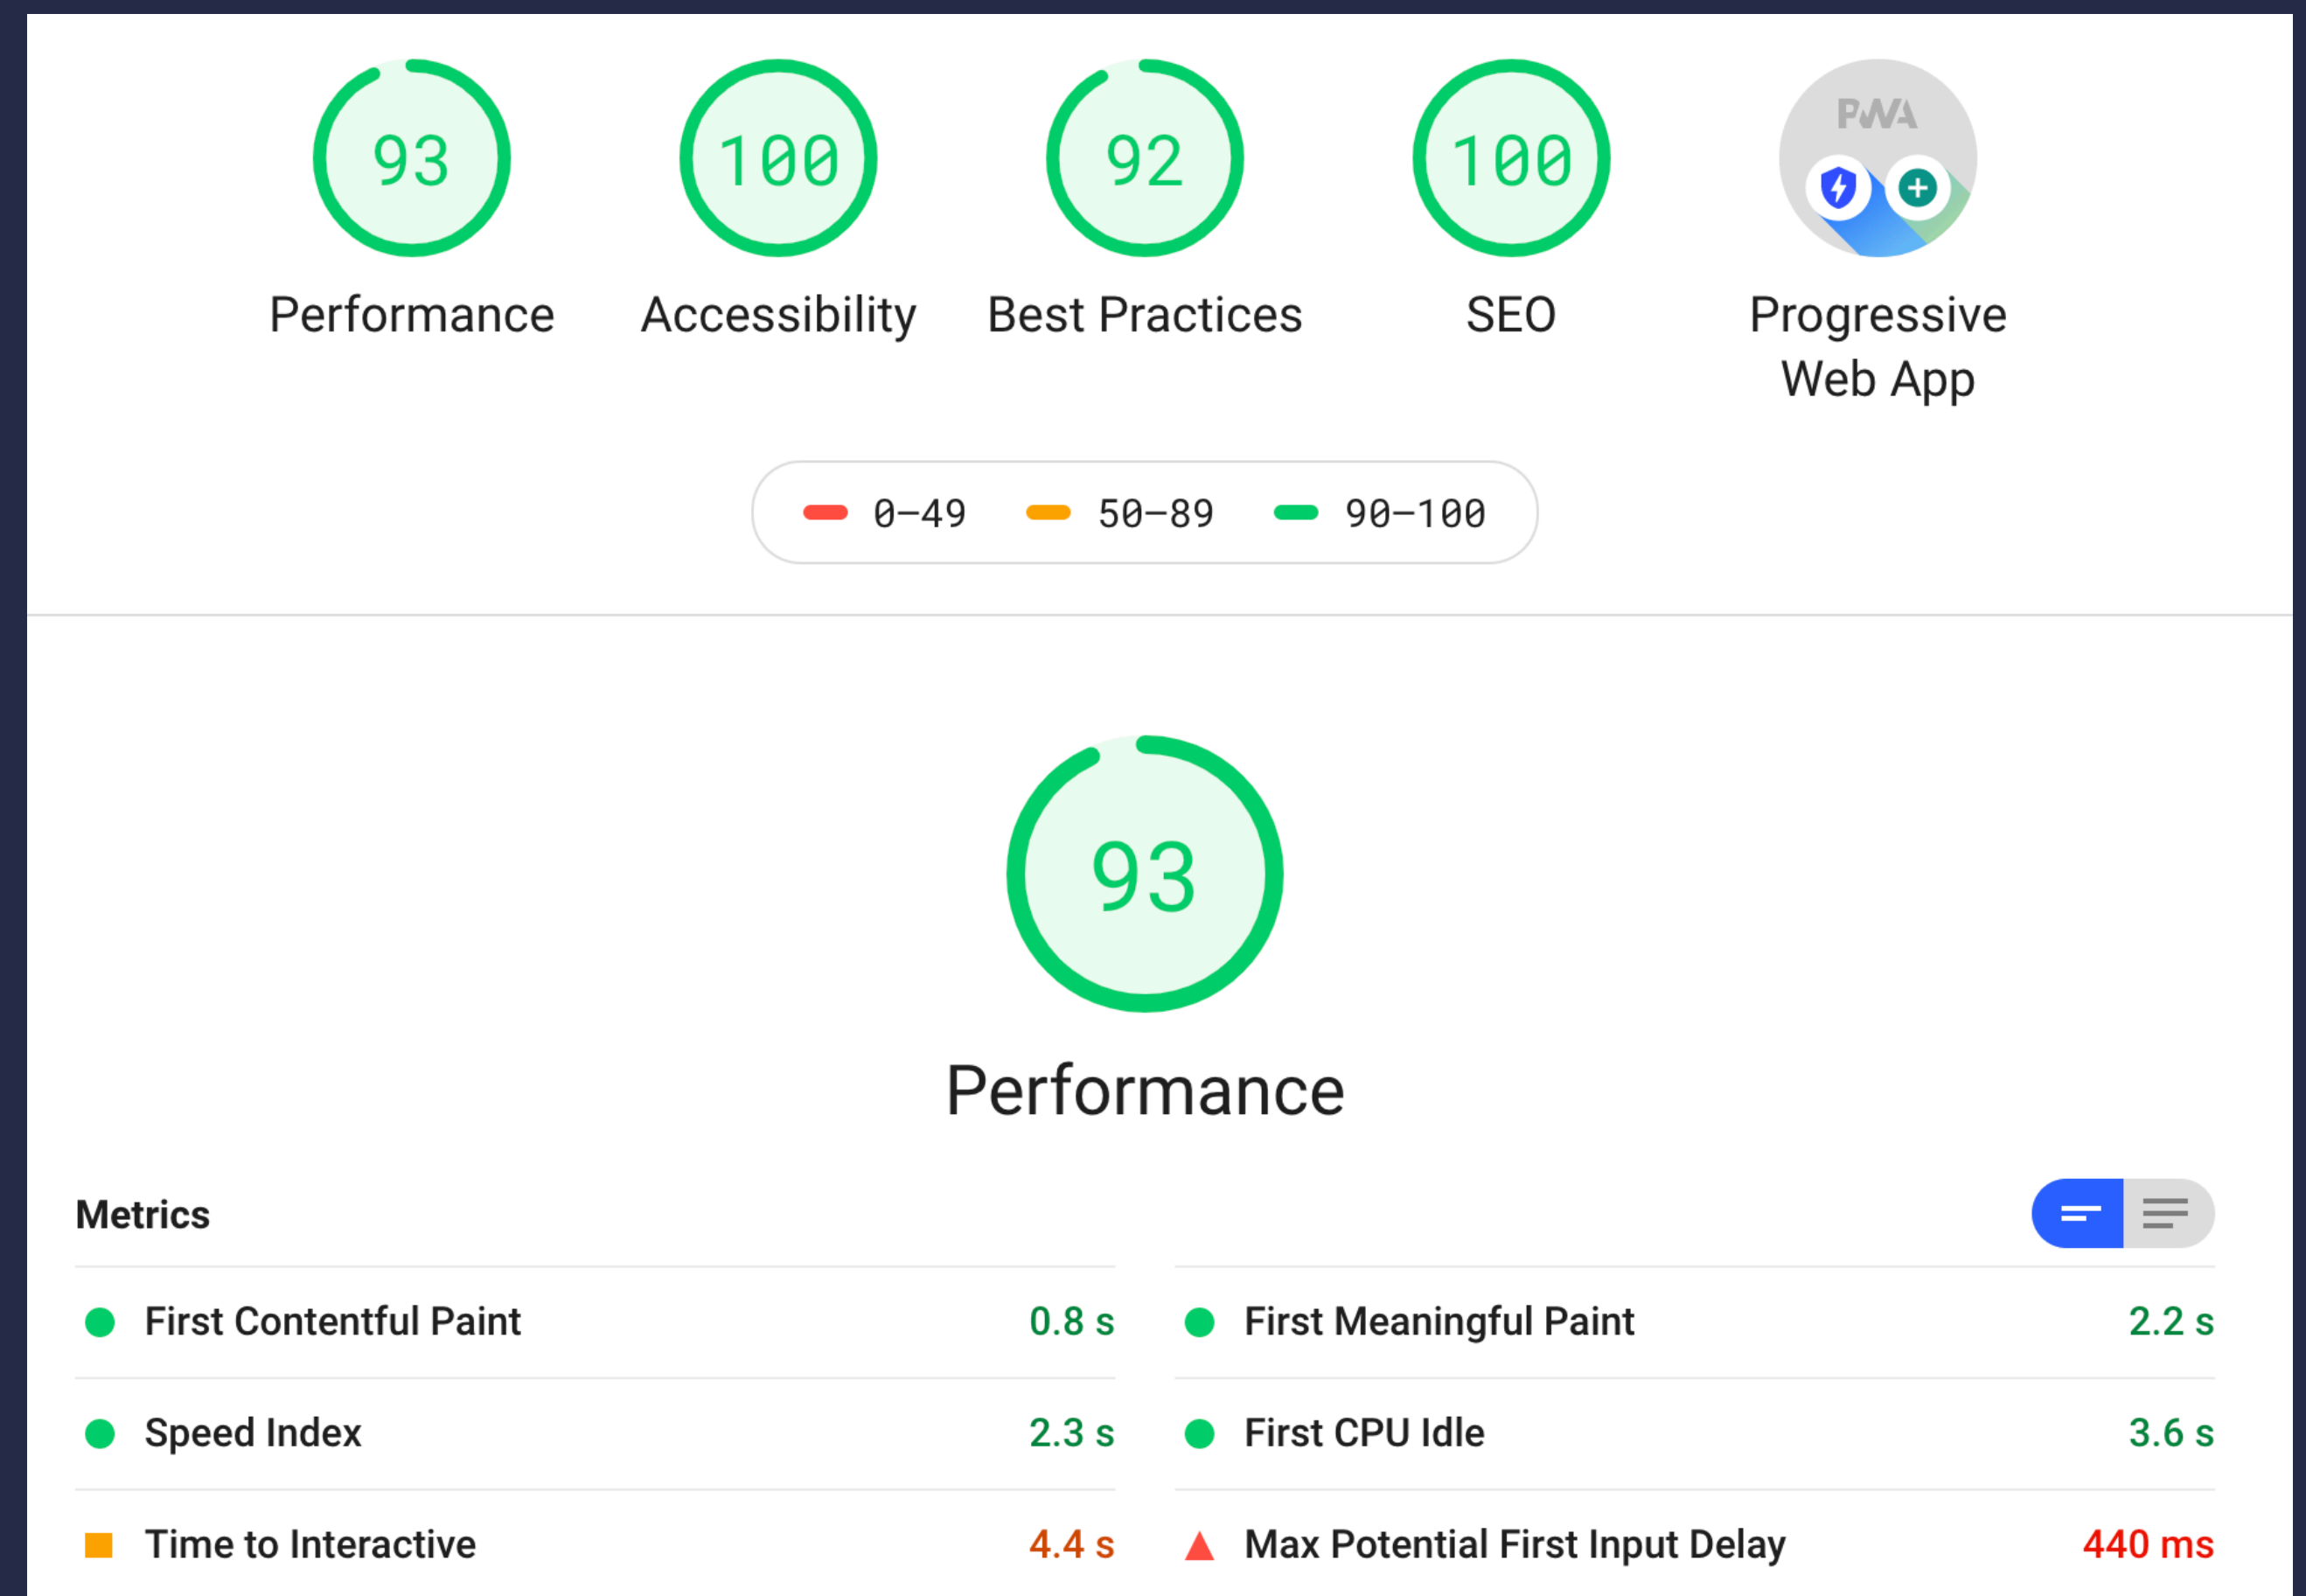 93
100
92
100
PWA
Performance
Accessibility
Best Practices
SEO
Progressive
Web App
0–49
50–89
90–100
93
Performance
Metrics
First Contentful Paint
0.8 s
First Meaningful Paint
2.2 s
Speed Index
2.3 s
First CPU Idle
3.6 s
Time to Interactive
4.4 s
Max Potential First Input Delay
440 ms